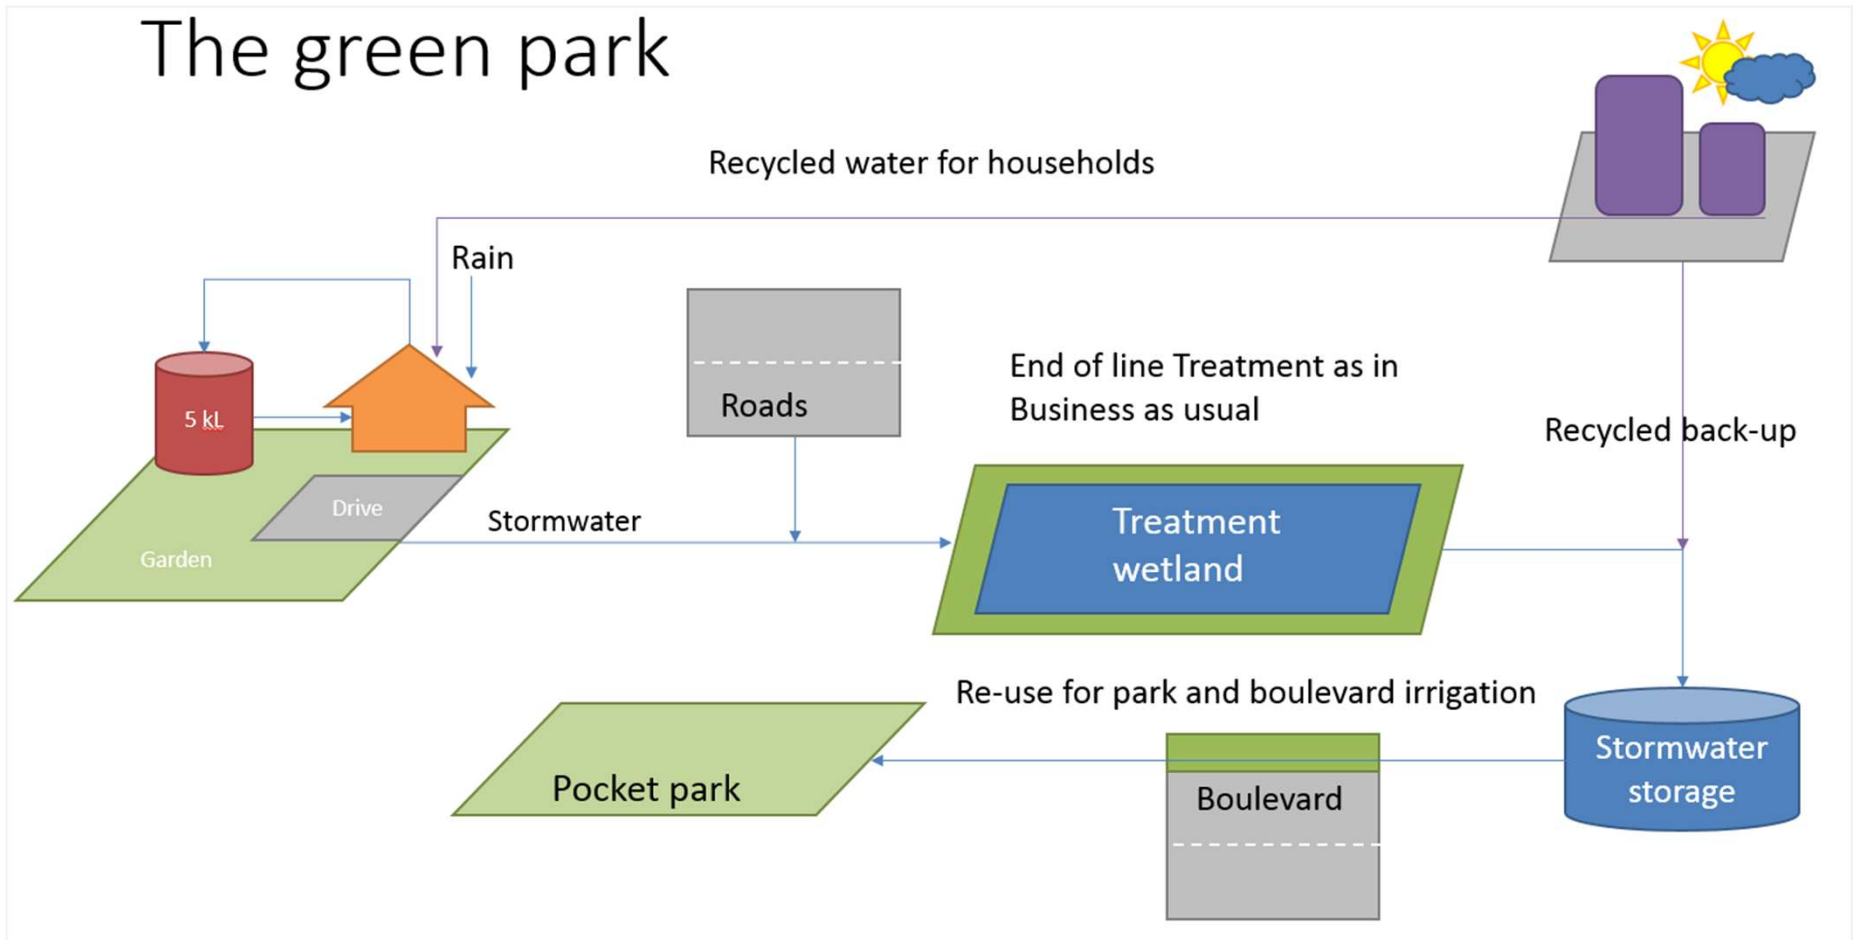 The green park
Recycled water for households
Rain
5 kL
Roads
End of line Treatment as in
Business as usual
Recycled back-up
Drive
Stormwater
Garden
Treatment
wetland
Re-use for park and boulevard irrigation
Pocket park
Boulevard
Stormwater
storage